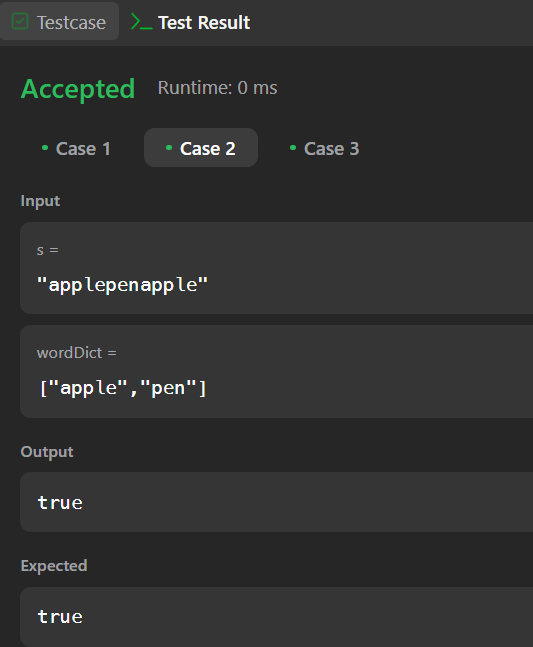 Testcase Test Result
Accepted Runtime: 0 ms
Case 1 Case 2 Case 3
Input
s =
"applepenapple"
wordDict =
["apple","pen"]
Output
true
Expected
true